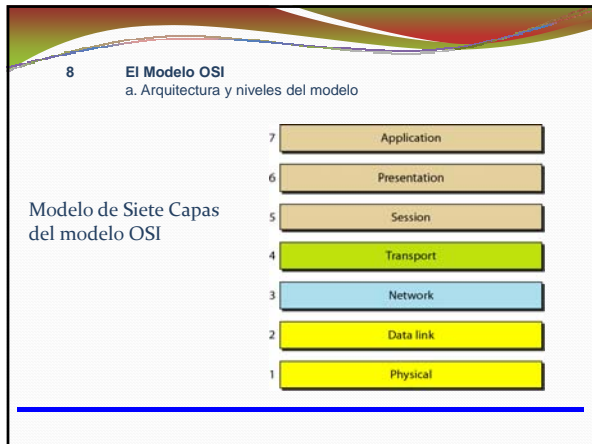 8 El Modelo OSI
a. Arquitectura y niveles del modelo
Modelo de Siete Capas
del modelo OSI
7 Application
6 Presentation
5 Session
4 Transport
3 Network
2 Data link
1 Physical